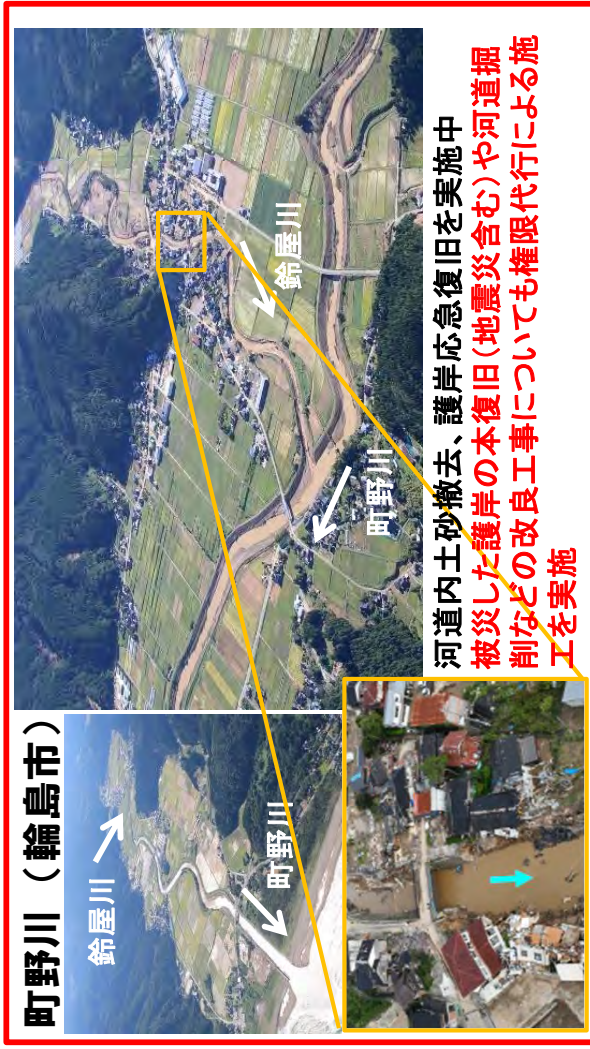 町野川（輪島市）
鈴屋川
町野川
鈴屋川
町野川
河道内土砂撤去、護岸応急復旧を実施中
被災した護岸の本復旧(地震災含む)や河道掘
削などの改良工事についても権限代行による施
工を実施